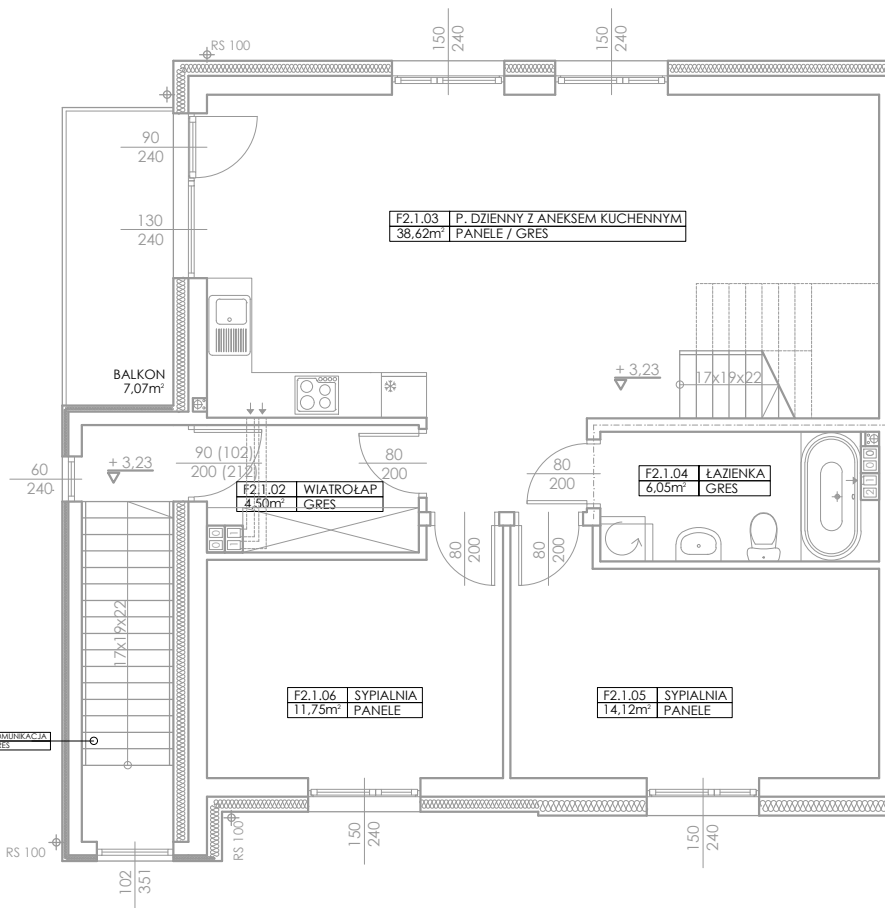 150
240
150
240
RS 100
90
240
130
240
F2.1.03 P. DZIENNY Z ANEKSEM KUCHENNYM
38,62m² PANELE / GRES
BALKON
7,07m²
+ 3,23
17x19x22
60
240
+ 3,23
90 (102)
200 (212)
80
200
80
200
F2.1.02 WIATROŁAP
4,50m² GRES
F2.1.04 ŁAZIENKA
6,05m² GRES
80
200
80
200
17x19x22
F2.1.06 SYPIALNIA
11,75m² PANELE
F2.1.05 SYPIALNIA
14,12m² PANELE
RS 100
RS 100
150
240
150
240
102
351